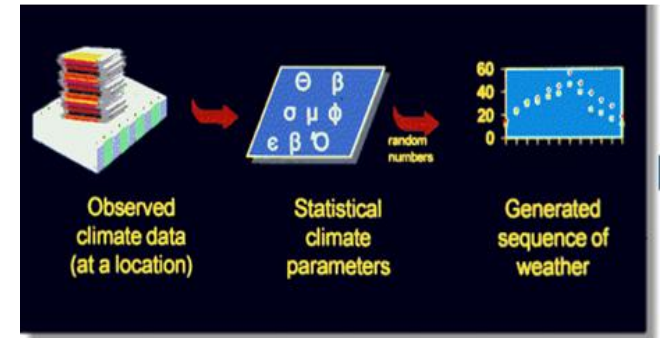 Θ β
σ μ φ
ε β Ό
random
numbers
60
40
20
0
Observed
climate data
(at a location)
Statistical
climate
parameters
Generated
sequence of
weather